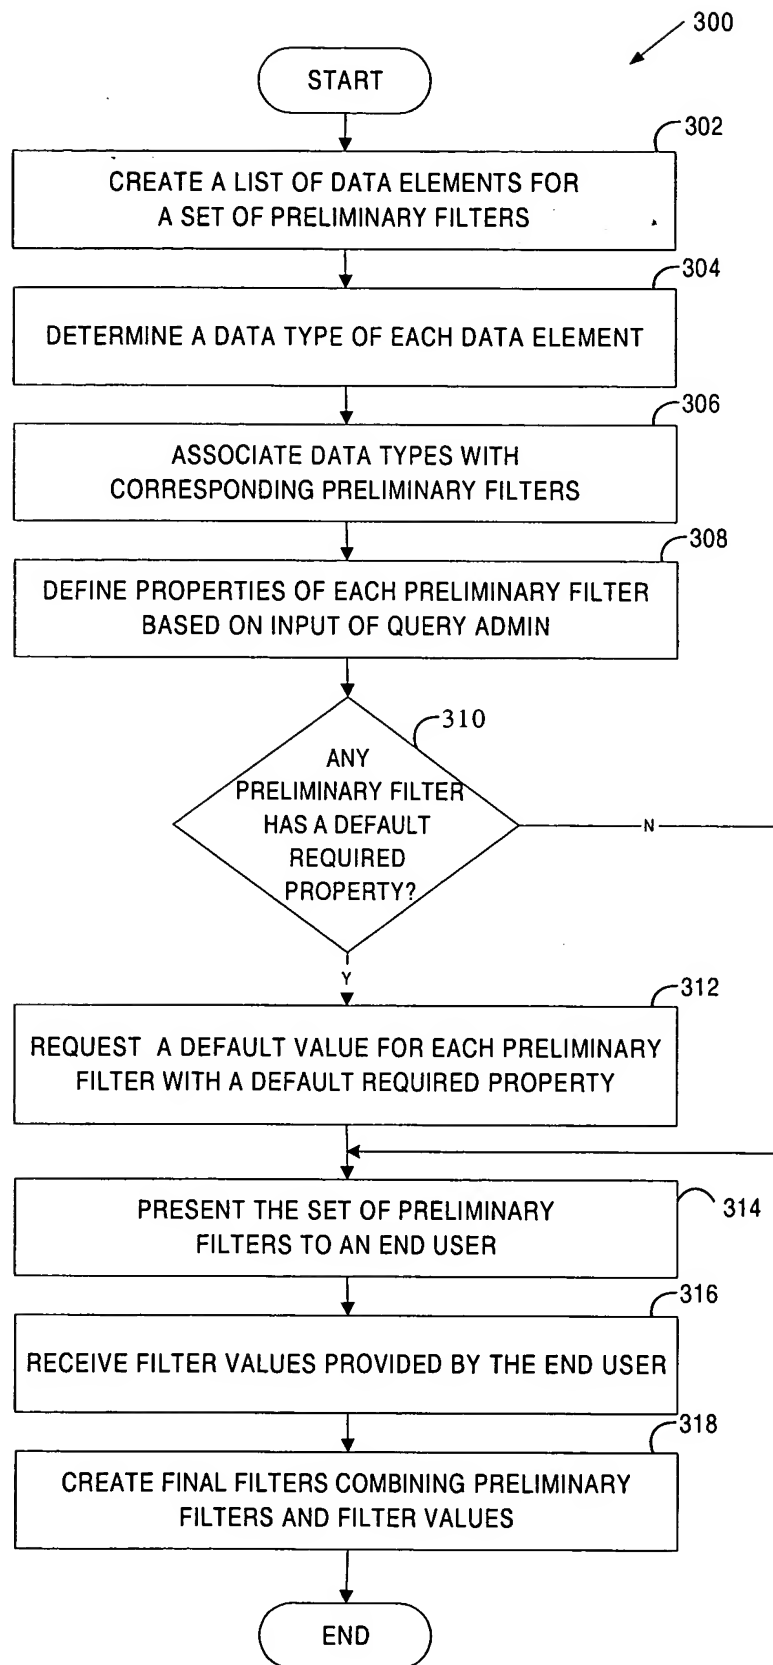 300
START
302
CREATE A LIST OF DATA ELEMENTS FOR
A SET OF PRELIMINARY FILTERS
304
DETERMINE A DATA TYPE OF EACH DATA ELEMENT
306
ASSOCIATE DATA TYPES WITH
CORRESPONDING PRELIMINARY FILTERS
308
DEFINE PROPERTIES OF EACH PRELIMINARY FILTER
BASED ON INPUT OF QUERY ADMIN
310
ANY
PRELIMINARY FILTER
HAS A DEFAULT
REQUIRED
PROPERTY?
N
Y
312
REQUEST A DEFAULT VALUE FOR EACH PRELIMINARY
FILTER WITH A DEFAULT REQUIRED PROPERTY
314
PRESENT THE SET OF PRELIMINARY
FILTERS TO AN END USER
316
RECEIVE FILTER VALUES PROVIDED BY THE END USER
318
CREATE FINAL FILTERS COMBINING PRELIMINARY
FILTERS AND FILTER VALUES
END